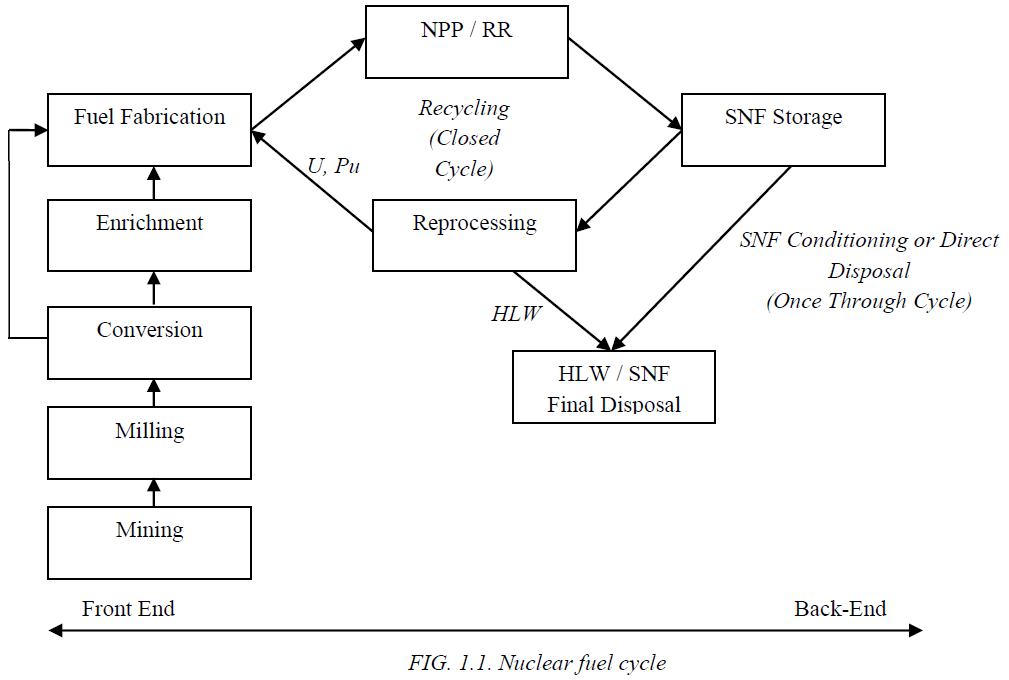 NPP / RR
Fuel Fabrication
Recycling
(Closed
Cycle)
SNF Storage
U, Pu
Enrichment
Reprocessing
SNF Conditioning or Direct
Disposal
(Once Through Cycle)
HLW
Conversion
HLW / SNF
Final Disposal
Milling
Mining
Front End
Back-End
FIG. 1.1. Nuclear fuel cycle